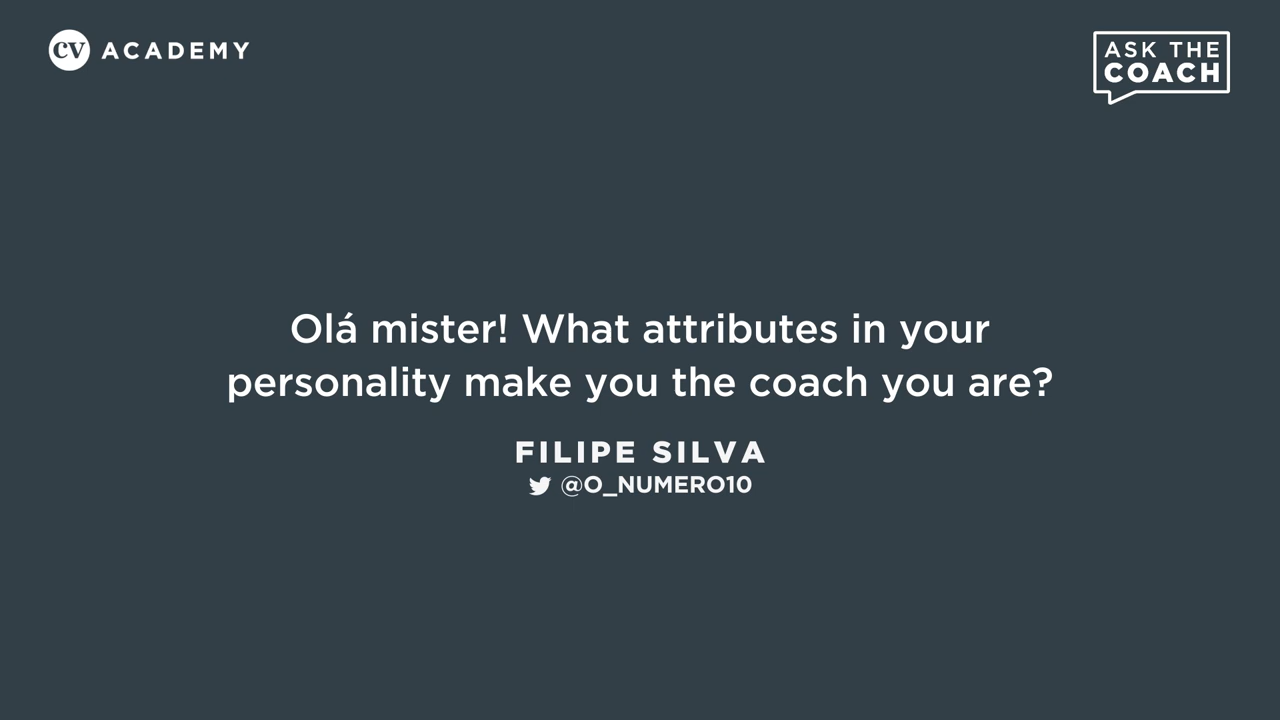 CV ACADEMY
ASK THE
COACH
Olá mister! What attributes in your
personality make you the coach you are?
FILIPE SILVA
@O_NUMERO10